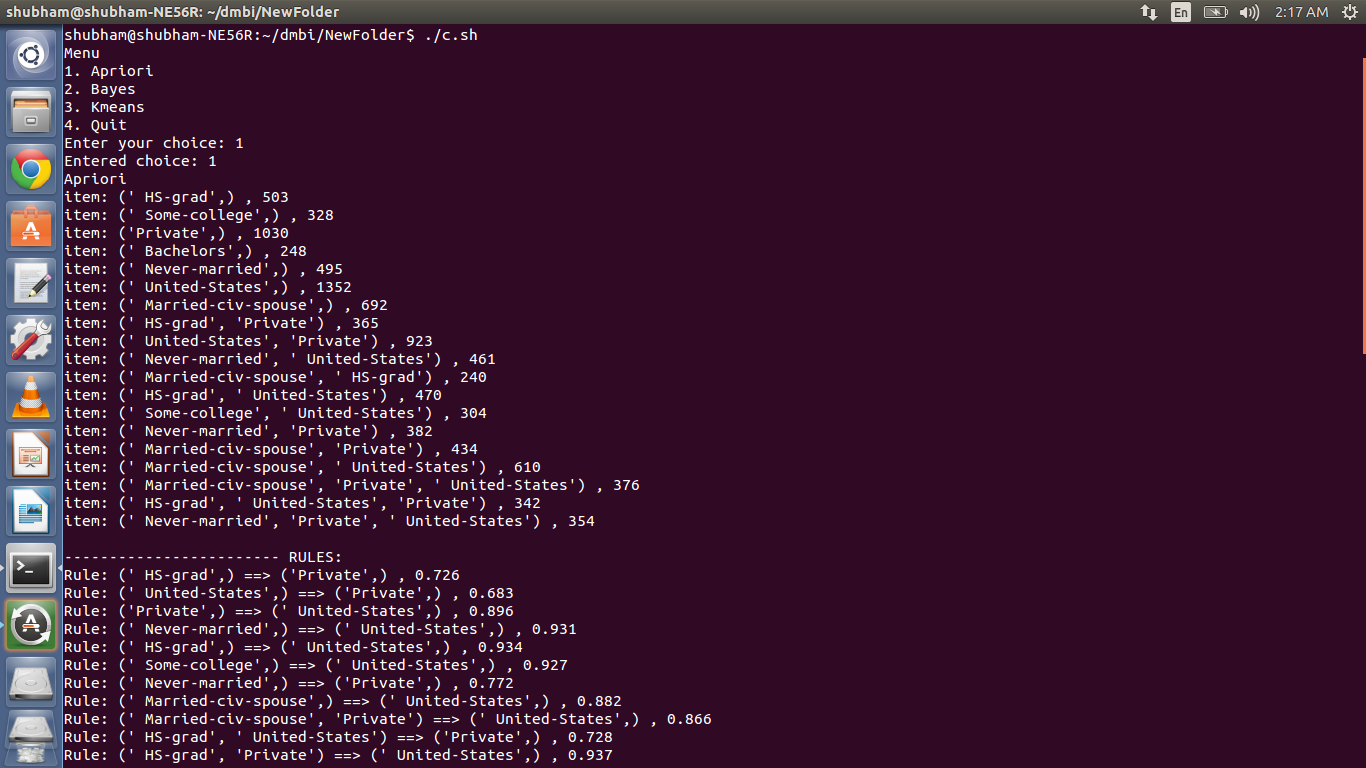 shubham@shubham-NE56R: ~/dmbi/NewFolder
En
2:17 AM
shubham@shubham-NE56R:~/dmbi/NewFolder$ ./c.sh
Menu
1. Apriori
2. Bayes
3. Kmeans
4. Quit
Enter your choice: 1
Entered choice: 1
Apriori
item: (' HS-grad',) , 503
item: (' Some-college',) , 328
item: ('Private',) , 1030
item: (' Bachelors',) , 248
item: (' Never-married',) , 495
item: (' United-States',) , 1352
item: (' Married-civ-spouse',) , 692
item: (' HS-grad', 'Private') , 365
item: (' United-States', 'Private') , 923
item: (' Never-married', ' United-States') , 461
item: (' Married-civ-spouse', ' HS-grad') , 240
item: (' HS-grad', ' United-States') , 470
item: (' Some-college', ' United-States') , 304
item: (' Never-married', 'Private') , 382
item: (' Married-civ-spouse', 'Private') , 434
item: (' Married-civ-spouse', ' United-States') , 610
item: (' Married-civ-spouse', 'Private', ' United-States') , 376
item: (' HS-grad', ' United-States', 'Private') , 342
item: (' Never-married', 'Private', ' United-States') , 354
------------------------ RULES:
Rule: (' HS-grad',) ==> ('Private',) , 0.726
Rule: (' United-States',) ==> ('Private',) , 0.683
Rule: ('Private',) ==> (' United-States',) , 0.896
Rule: (' Never-married',) ==> (' United-States',) , 0.931
Rule: (' HS-grad',) ==> (' United-States',) , 0.934
Rule: (' Some-college',) ==> (' United-States',) , 0.927
Rule: (' Never-married',) ==> ('Private',) , 0.772
Rule: (' Married-civ-spouse',) ==> (' United-States',) , 0.882
Rule: (' Married-civ-spouse', 'Private') ==> (' United-States',) , 0.866
Rule: (' HS-grad', ' United-States') ==> ('Private',) , 0.728
Rule: (' HS-grad', 'Private') ==> (' United-States',) , 0.937